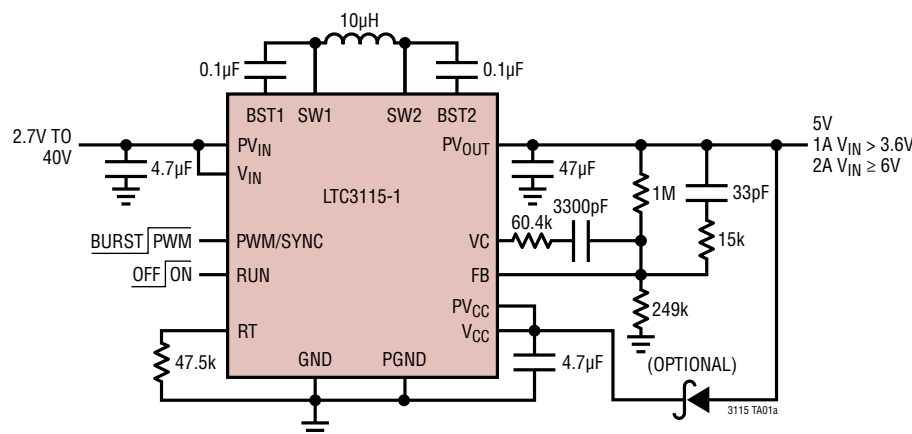 10µH
0.1µF
0.1µF
BST1 SW1 SW2 BST2
2.7V TO
40V
PVIN
PVOUT
5V
1A VIN > 3.6V
2A VIN ≥ 6V
4.7µF
VIN
47µF
LTC3115-1
1M
33pF
3300pF
60.4k
15k
BURST PWM
PWM/SYNC
VC
OFF ON
RUN
FB
PVCC
249k
RT
VCC
47.5k
GND PGND
4.7µF
(OPTIONAL)
3115 TA01a